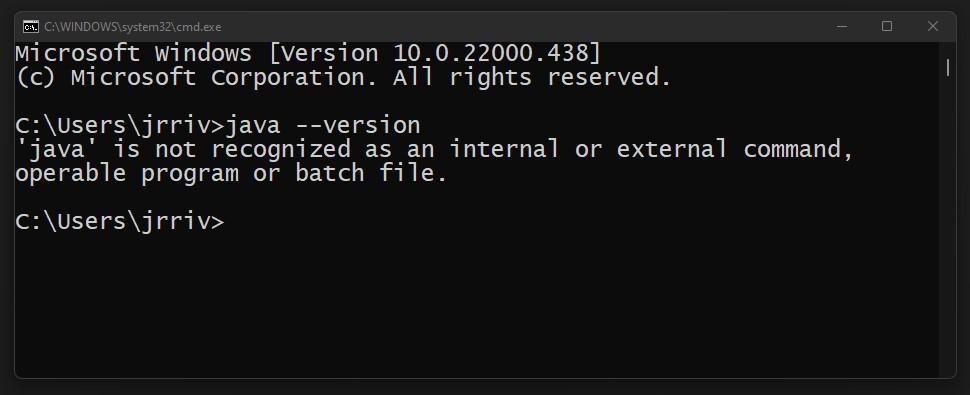 C:\WINDOWS\system32\cmd.exe
Microsoft Windows [Version 10.0.22000.438]
(c) Microsoft Corporation. All rights reserved.
C:\Users\jrriv>java --version
'java' is not recognized as an internal or external command,
operable program or batch file.
C:\Users\jrriv>